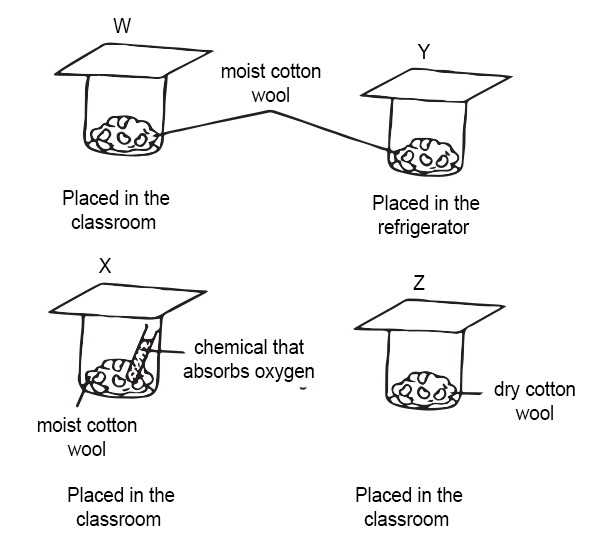 W
moist cotton
wool
Y
Placed in the
classroom
Placed in the
refrigerator
X
Z
chemical that
absorbs oxygen
dry cotton
wool
moist cotton
wool
Placed in the
classroom
Placed in the
classroom